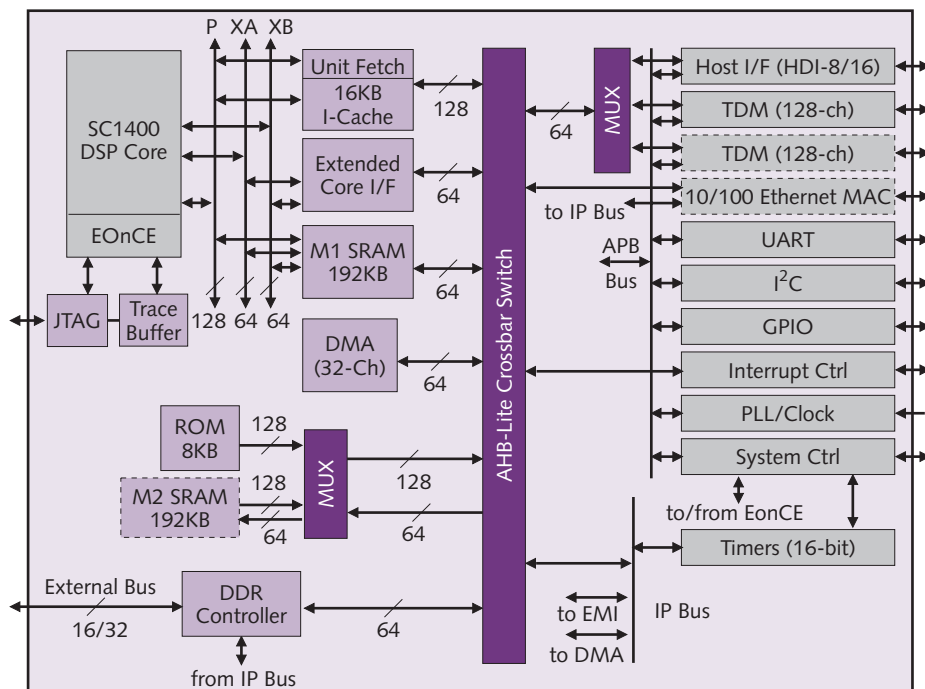 P XA XB
SC1400
DSP Core
EOnCE
JTAG
Trace
Buffer
128 64 64
Unit Fetch
16KB
I-Cache
128
Extended
Core I/F
64
M1 SRAM
192KB
64
DMA
(32-Ch)
64
ROM
8KB
128
M2 SRAM
192KB
128
64
MUX
128
64
External Bus
16/32
DDR
Controller
64
from IP Bus
AHB-Lite Crossbar Switch
64
MUX
to IP Bus
APB
Bus
Host I/F (HDI-8/16)
TDM (128-ch)
TDM (128-ch)
10/100 Ethernet MAC
UART
I²C
GPIO
Interrupt Ctrl
PLL/Clock
System Ctrl
to/from EonCE
Timers (16-bit)
IP Bus
to EMI
to DMA